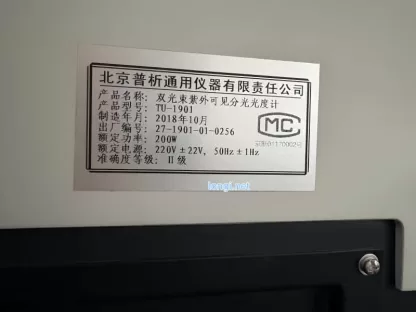 北京普析通用仪器有限责任公司
产品名称：双光束紫外可见分光光度计
产品型号：TU-1901
制造年月：2018年10月
出厂编号：27-1901-01-0256
额定功率：200W
额定电源：220V±22V，50Hz±1Hz
准确度等级：II级
MC
longi.net